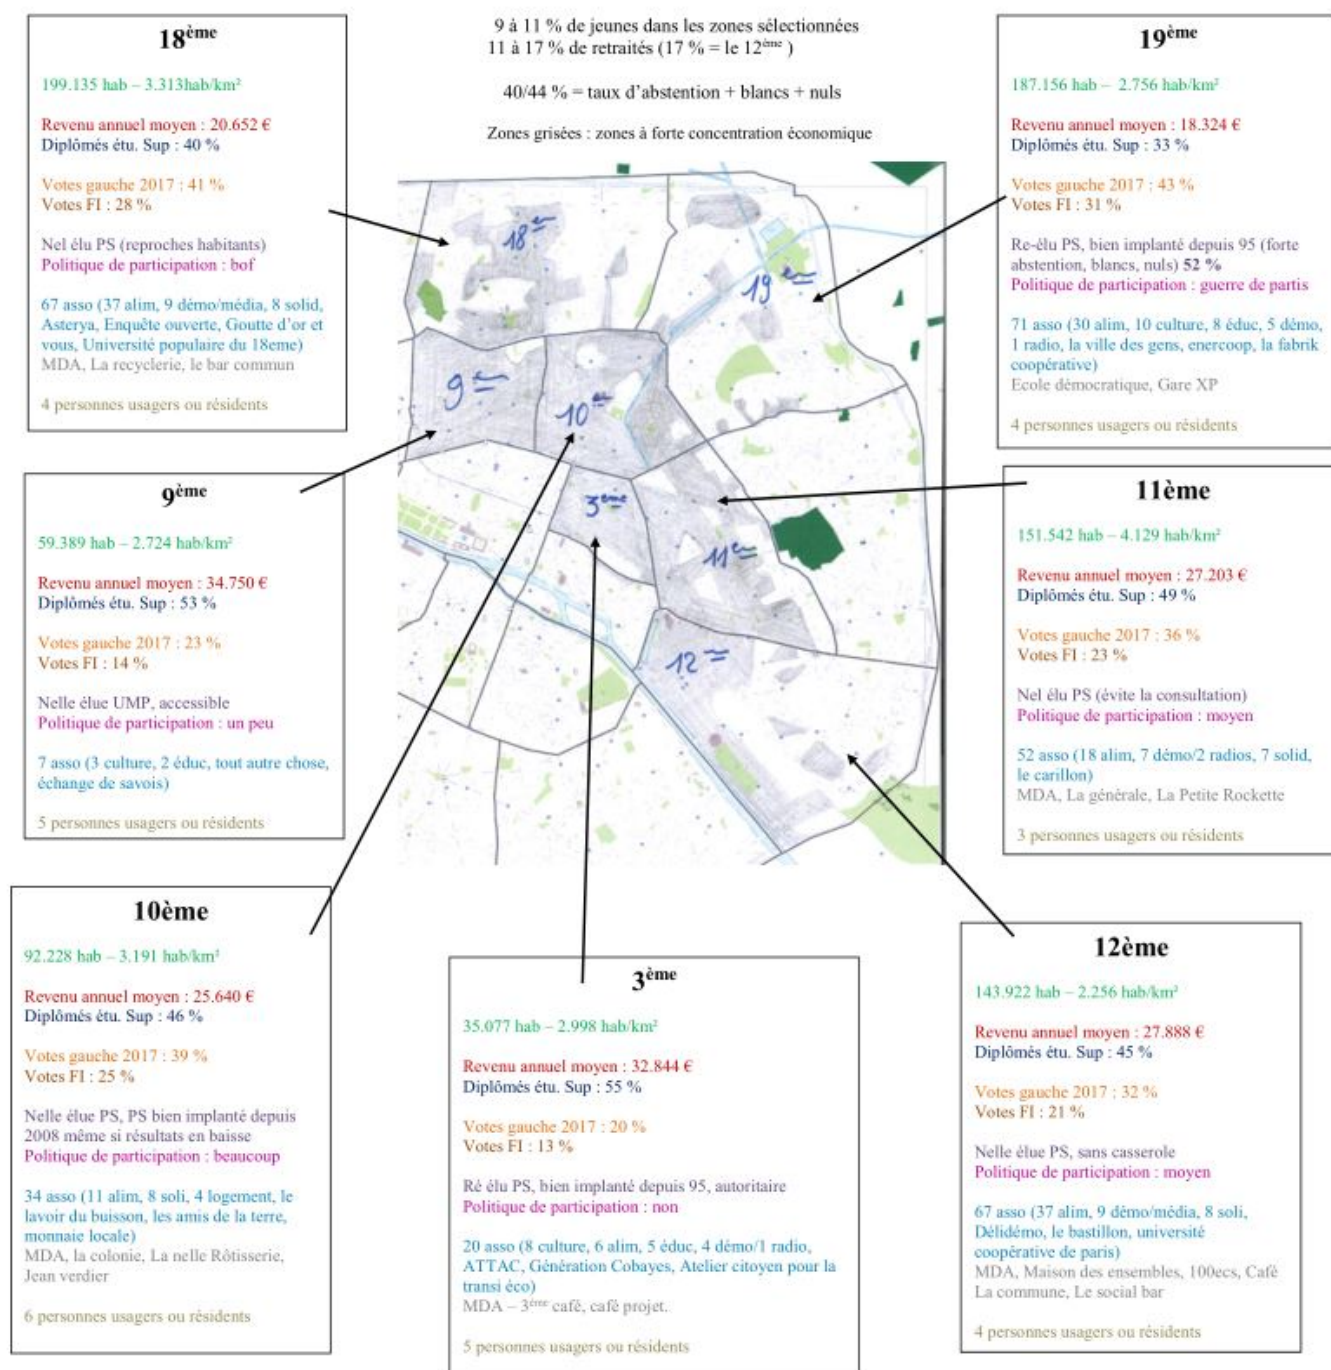 9 à 11 % de jeunes dans les zones sélectionnées
11 à 17 % de retraités (17 % = le 12ème )
40/44 % = taux d’abstention + blancs + nuls
Zones grisées : zones à forte concentration économique
18ème
199.135 hab – 3.313hab/km²
Revenu annuel moyen : 20.652 €
Diplômés étu. Sup : 40 %
Votes gauche 2017 : 41 %
Votes FI : 28 %
Nel élu PS (reproches habitants)
Politique de participation : bof
67 asso (37 alim, 9 démo/média, 8 solid,
Asterya, Enquête ouverte, Goutte d’or et
vous, Université populaire du 18eme)
MDA, La recyclerie, le bar commun
4 personnes usagers ou résidents
19ème
187.156 hab – 2.756 hab/km²
Revenu annuel moyen : 18.324 €
Diplômés étu. Sup : 33 %
Votes gauche 2017 : 43 %
Votes FI : 31 %
Re-élu PS, bien implanté depuis 95 (forte
abstention, blancs, nuls) 52 %
Politique de participation : guerre de partis
71 asso (30 alim, 10 culture, 8 éduc, 5 démo,
1 radio, la ville des gens, enercoop, la fabrik
coopérative)
Ecole démocratique, Gare XP
4 personnes usagers ou résidents
18e
19e
9e
10e
3ème
11e
12e
9ème
59.389 hab – 2.724 hab/km²
Revenu annuel moyen : 34.750 €
Diplômés étu. Sup : 53 %
Votes gauche 2017 : 23 %
Votes FI : 14 %
Nelle élue UMP, accessible
Politique de participation : un peu
7 asso (3 culture, 2 éduc, tout autre chose,
échange de savois)
5 personnes usagers ou résidents
11ème
151.542 hab – 4.129 hab/km²
Revenu annuel moyen : 27.203 €
Diplômés étu. Sup : 49 %
Votes gauche 2017 : 36 %
Votes FI : 23 %
Nel élu PS (évite la consultation)
Politique de participation : moyen
52 asso (18 alim, 7 démo/2 radios, 7 solid,
le carillon)
MDA, La générale, La Petite Rockette
3 personnes usagers ou résidents
10ème
92.228 hab – 3.191 hab/km²
Revenu annuel moyen : 25.640 €
Diplômés étu. Sup : 46 %
Votes gauche 2017 : 39 %
Votes FI : 25 %
Nelle élue PS, PS bien implanté depuis
2008 même si résultats en baisse
Politique de participation : beaucoup
34 asso (11 alim, 8 soli, 4 logement, le
lavoir du buisson, les amis de la terre,
monnaie locale)
MDA, la colonie, La nelle Rôtisserie,
Jean verdier
6 personnes usagers ou résidents
3ème
35.077 hab – 2.998 hab/km²
Revenu annuel moyen : 32.844 €
Diplômés étu. Sup : 55 %
Votes gauche 2017 : 20 %
Votes FI : 13 %
Ré élu PS, bien implanté depuis 95, autoritaire
Politique de participation : non
20 asso (8 culture, 6 alim, 5 éduc, 4 démo/1 radio,
ATTAC, Génération Cobayes, Atelier citoyen pour la
transi éco)
MDA – 3ème café, café projet.
5 personnes usagers ou résidents
12ème
143.922 hab – 2.256 hab/km²
Revenu annuel moyen : 27.888 €
Diplômés étu. Sup : 45 %
Votes gauche 2017 : 32 %
Votes FI : 21 %
Nelle élue PS, sans casserole
Politique de participation : moyen
67 asso (37 alim, 9 démo/média, 8 soli,
Délidémo, le bastillon, université
coopérative de paris)
MDA, Maison des ensembles, 100ecs, Café
La commune, Le social bar
4 personnes usagers ou résidents